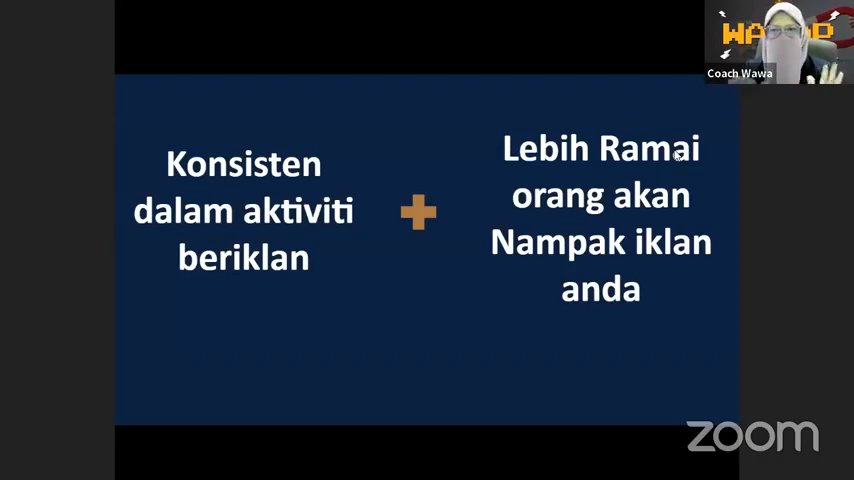 Konsisten
dalam aktiviti
beriklan
Lebih Ramai
orang akan
Nampak iklan
anda
Coach Wawa
zoom